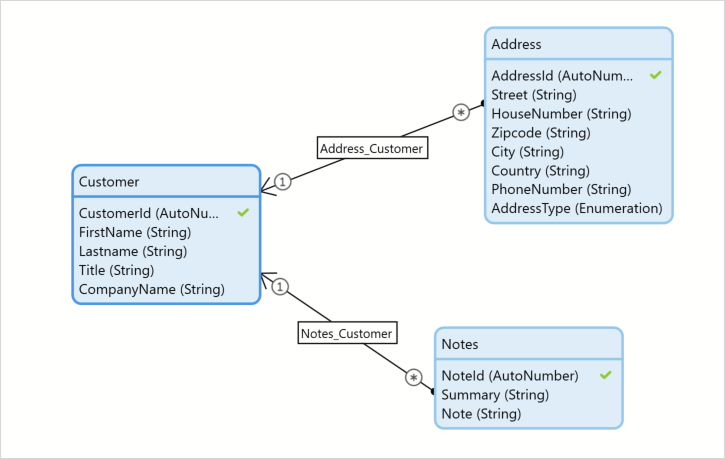 Address
AddressId (AutoNum...
Street (String)
HouseNumber (String)
Zipcode (String)
City (String)
Country (String)
PhoneNumber (String)
AddressType (Enumeration)
*
Address_Customer
1
Customer
CustomerId (AutoNu...
FirstName (String)
Lastname (String)
Title (String)
CompanyName (String)
1
Notes_Customer
*
Notes
NoteId (AutoNumber)
Summary (String)
Note (String)